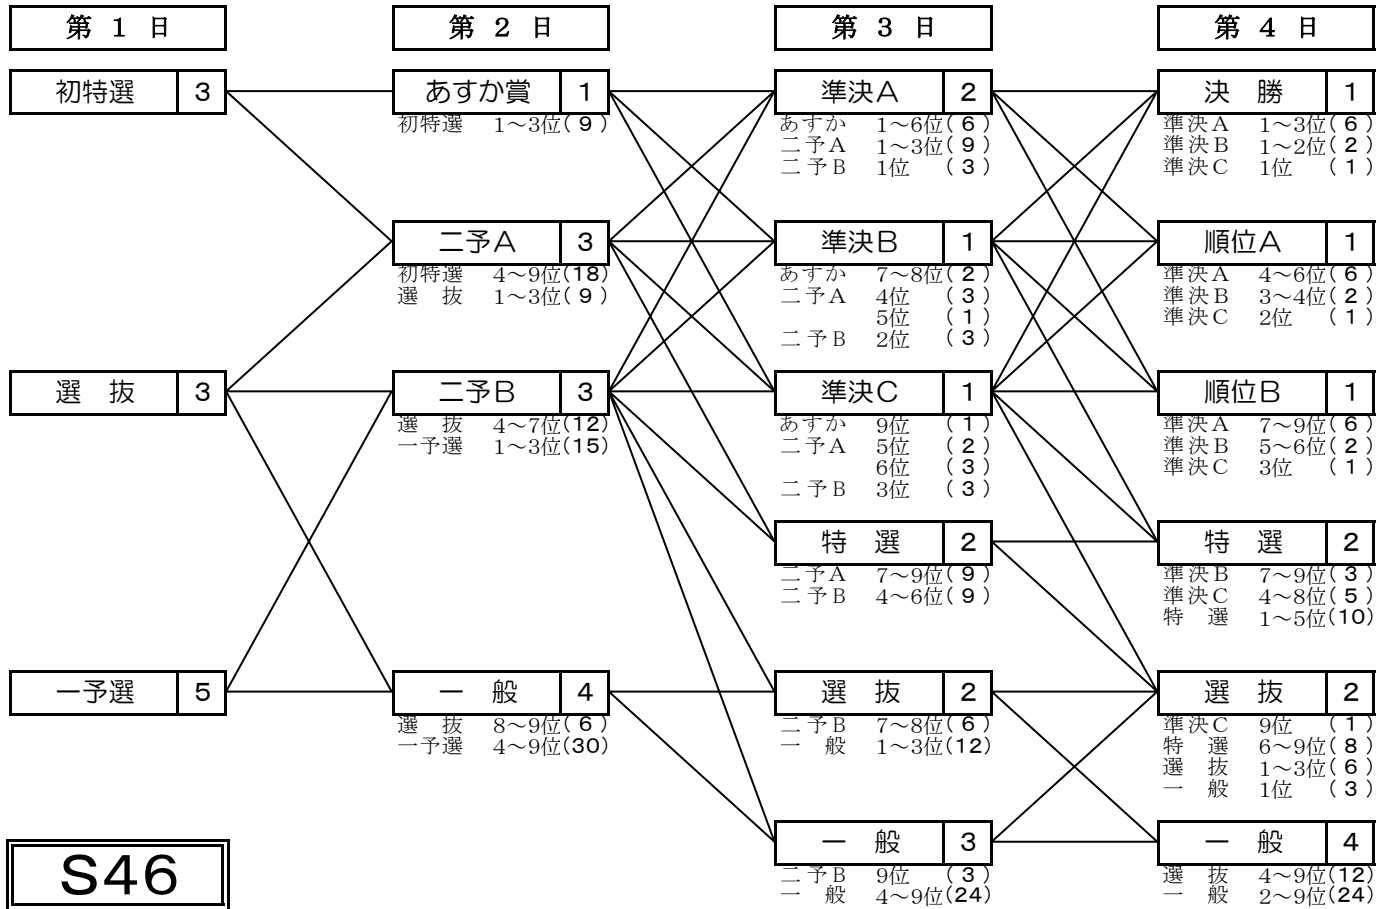 第 1 日
第 2 日
第 3 日
第 4 日
初特選 3
あすか賞 1
初特選 1～3位(9)
準決A 2
あすか 1～6位(6)
二予A 1～3位(9)
二予B 1位 (3)
決 勝 1
準決A 1～3位(6)
準決B 1～2位(2)
準決C 1位 (1)
二予A 3
初特選 4～9位(18)
選 抜 1～3位(9)
準決B 1
あすか 7～8位(2)
二予A 4位 (3)
5位 (1)
二予B 2位 (3)
順位A 1
準決A 4～6位(6)
準決B 3～4位(2)
準決C 2位 (1)
選 抜 3
二予B 3
選 抜 4～7位(12)
一予選 1～3位(15)
準決C 1
あすか 9位 (1)
二予A 5位 (2)
6位 (3)
二予B 3位 (3)
順位B 1
準決A 7～9位(6)
準決B 5～6位(2)
準決C 3位 (1)
特 選 2
二予A 7～9位(9)
二予B 4～6位(9)
特 選 2
準決B 7～9位(3)
準決C 4～8位(5)
特 選 1～5位(10)
一予選 5
一 般 4
選 抜 8～9位(6)
一予選 4～9位(30)
選 抜 2
二予B 7～8位(6)
一 般 1～3位(12)
選 抜 2
準決C 9位 (1)
特 選 6～9位(8)
選 抜 1～3位(6)
一 般 1位 (3)
一 般 3
二予B 9位 (3)
一 般 4～9位(24)
一 般 4
選 抜 4～9位(12)
一 般 2～9位(24)
S46